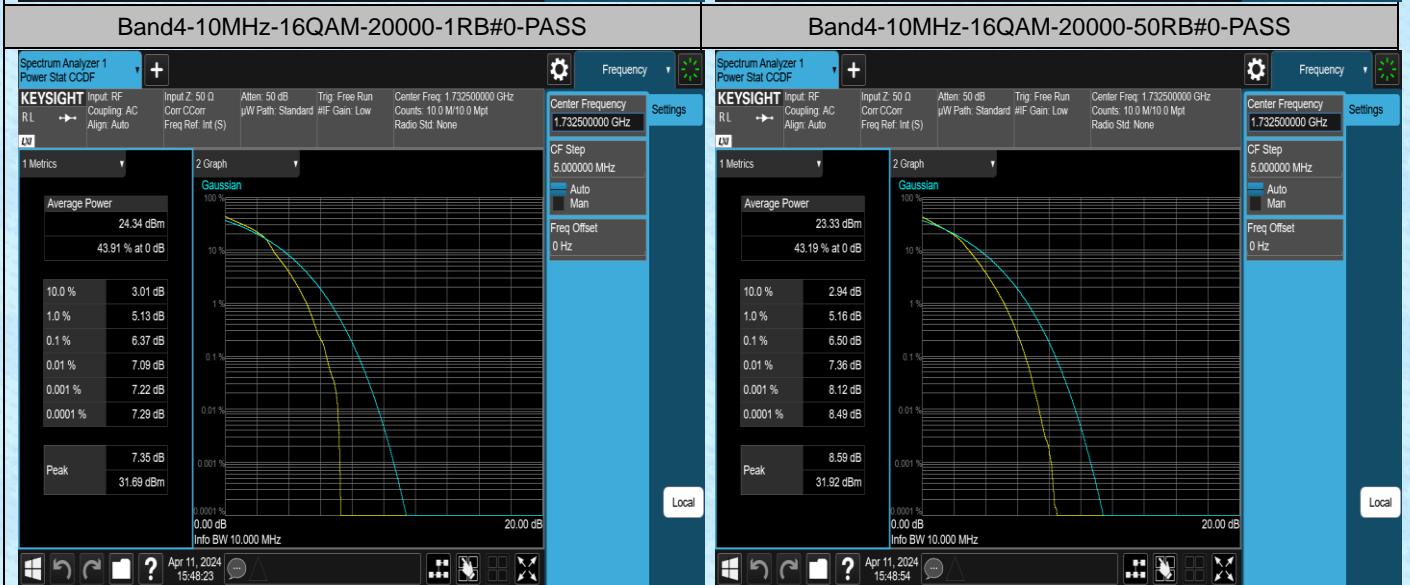 Band4-10MHz-16QAM-20000-1RB#0-PASS
Spectrum Analyzer 1
Power Stat CCDF
Frequency
KEYSIGHT
RL
LXI
Input: RF
Coupling: AC
Align: Auto
Input Z: 50 Ω
Corr CCorr
Freq Ref: Int (S)
Atten: 50 dB
µW Path: Standard
Trig: Free Run
#IF Gain: Low
Center Freq: 1.732500000 GHz
Counts: 10.0 M/10.0 Mpt
Radio Std: None
Center Frequency
1.732500000 GHz
Settings
CF Step
5.000000 MHz
Auto
Man
Freq Offset
0 Hz
1 Metrics
Average Power
24.34 dBm
43.91 % at 0 dB
10.0 % 3.01 dB
1.0 % 5.13 dB
0.1 % 6.37 dB
0.01 % 7.09 dB
0.001 % 7.22 dB
0.0001 % 7.29 dB
Peak
7.35 dB
31.69 dBm
2 Graph
Gaussian
100 %
10 %
1 %
0.1 %
0.01 %
0.001 %
0.0001 %
0.00 dB 20.00 dB
Info BW 10.000 MHz
Local
?
Apr 11, 2024
15:48:23
Band4-10MHz-16QAM-20000-50RB#0-PASS
Spectrum Analyzer 1
Power Stat CCDF
Frequency
KEYSIGHT
RL
LXI
Input: RF
Coupling: AC
Align: Auto
Input Z: 50 Ω
Corr CCorr
Freq Ref: Int (S)
Atten: 50 dB
µW Path: Standard
Trig: Free Run
#IF Gain: Low
Center Freq: 1.732500000 GHz
Counts: 10.0 M/10.0 Mpt
Radio Std: None
Center Frequency
1.732500000 GHz
Settings
CF Step
5.000000 MHz
Auto
Man
Freq Offset
0 Hz
1 Metrics
Average Power
23.33 dBm
43.19 % at 0 dB
10.0 % 2.94 dB
1.0 % 5.16 dB
0.1 % 6.50 dB
0.01 % 7.36 dB
0.001 % 8.12 dB
0.0001 % 8.49 dB
Peak
8.59 dB
31.92 dBm
2 Graph
Gaussian
100 %
10 %
1 %
0.1 %
0.01 %
0.001 %
0.0001 %
0.00 dB 20.00 dB
Info BW 10.000 MHz
Local
?
Apr 11, 2024
15:48:54